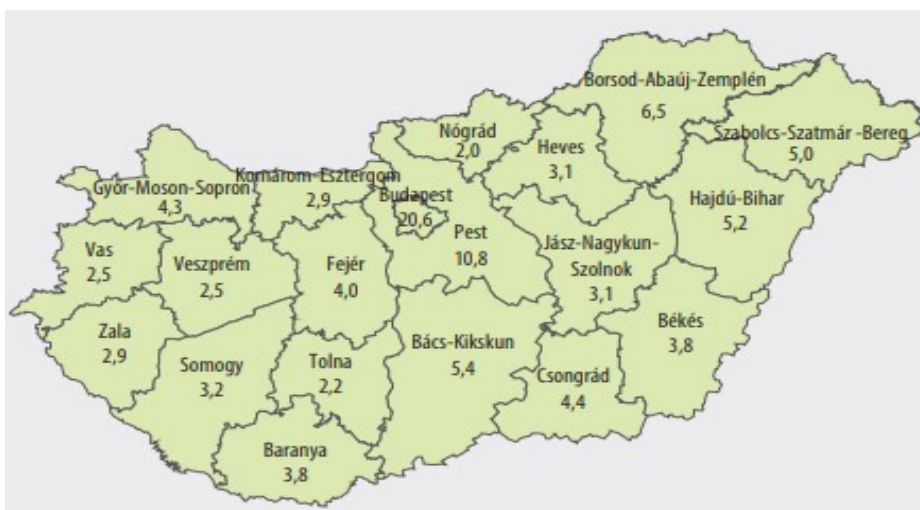 Borsod-Abaúj-Zemplén
6,5
Nógrád
2,0
Heves
3,1
Szabolcs-Szatmár -Bereg
5,0
Győr-Moson-Sopron
4,3
Komárom-Esztergom
2,9
Budapest
20,6
Pest
10,8
Hajdú-Bihar
5,2
Jász-Nagykun-
Szolnok
3,1
Vas
2,5
Veszprém
2,5
Fejér
4,0
Zala
2,9
Somogy
3,2
Tolna
2,2
Bács-Kikskun
5,4
Békés
3,8
Csongrád
4,4
Baranya
3,8